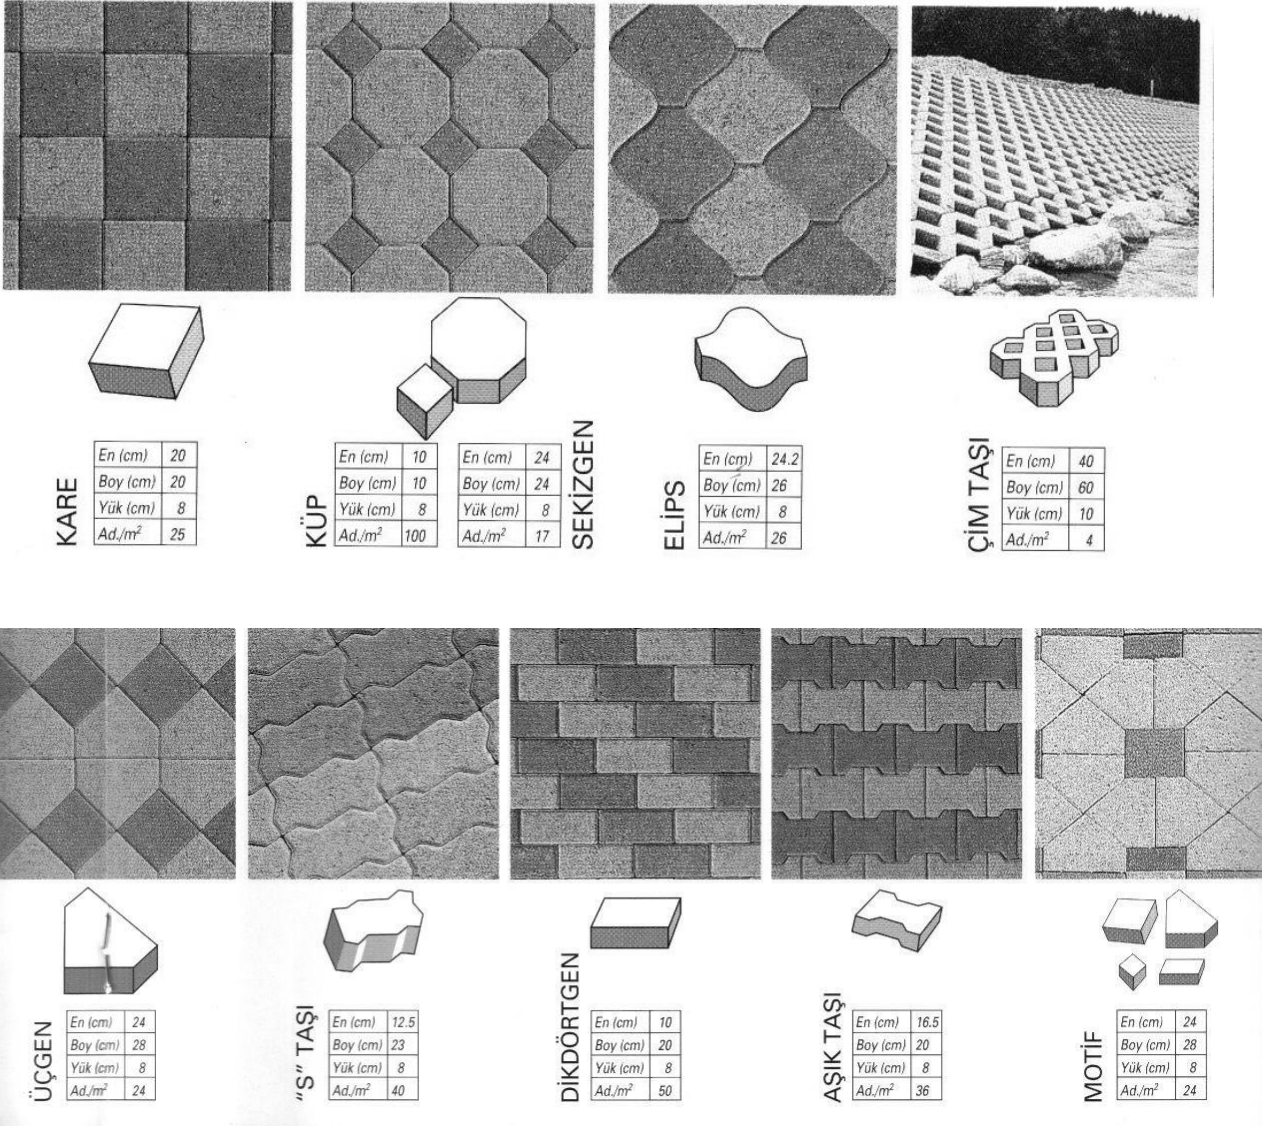 KARE
En (cm) 20
Boy (cm) 20
Yük (cm) 8
Ad./m² 25
KÜP
En (cm) 10
Boy (cm) 10
Yük (cm) 8
Ad./m² 100
En (cm) 24
Boy (cm) 24
Yük (cm) 8
Ad./m² 17
SEKİZGEN
ELİPS
En (cm) 24.2
Boy (cm) 26
Yük (cm) 8
Ad./m² 26
ÇİM TAŞI
En (cm) 40
Boy (cm) 60
Yük (cm) 10
Ad./m² 4
ÜÇGEN
En (cm) 24
Boy (cm) 28
Yük (cm) 8
Ad./m² 24
"S" TAŞI
En (cm) 12.5
Boy (cm) 23
Yük (cm) 8
Ad./m² 40
DİKDÖRTGEN
En (cm) 10
Boy (cm) 20
Yük (cm) 8
Ad./m² 50
AŞIK TAŞI
En (cm) 16.5
Boy (cm) 20
Yük (cm) 8
Ad./m² 36
MOTİF
En (cm) 24
Boy (cm) 28
Yük (cm) 8
Ad./m² 24